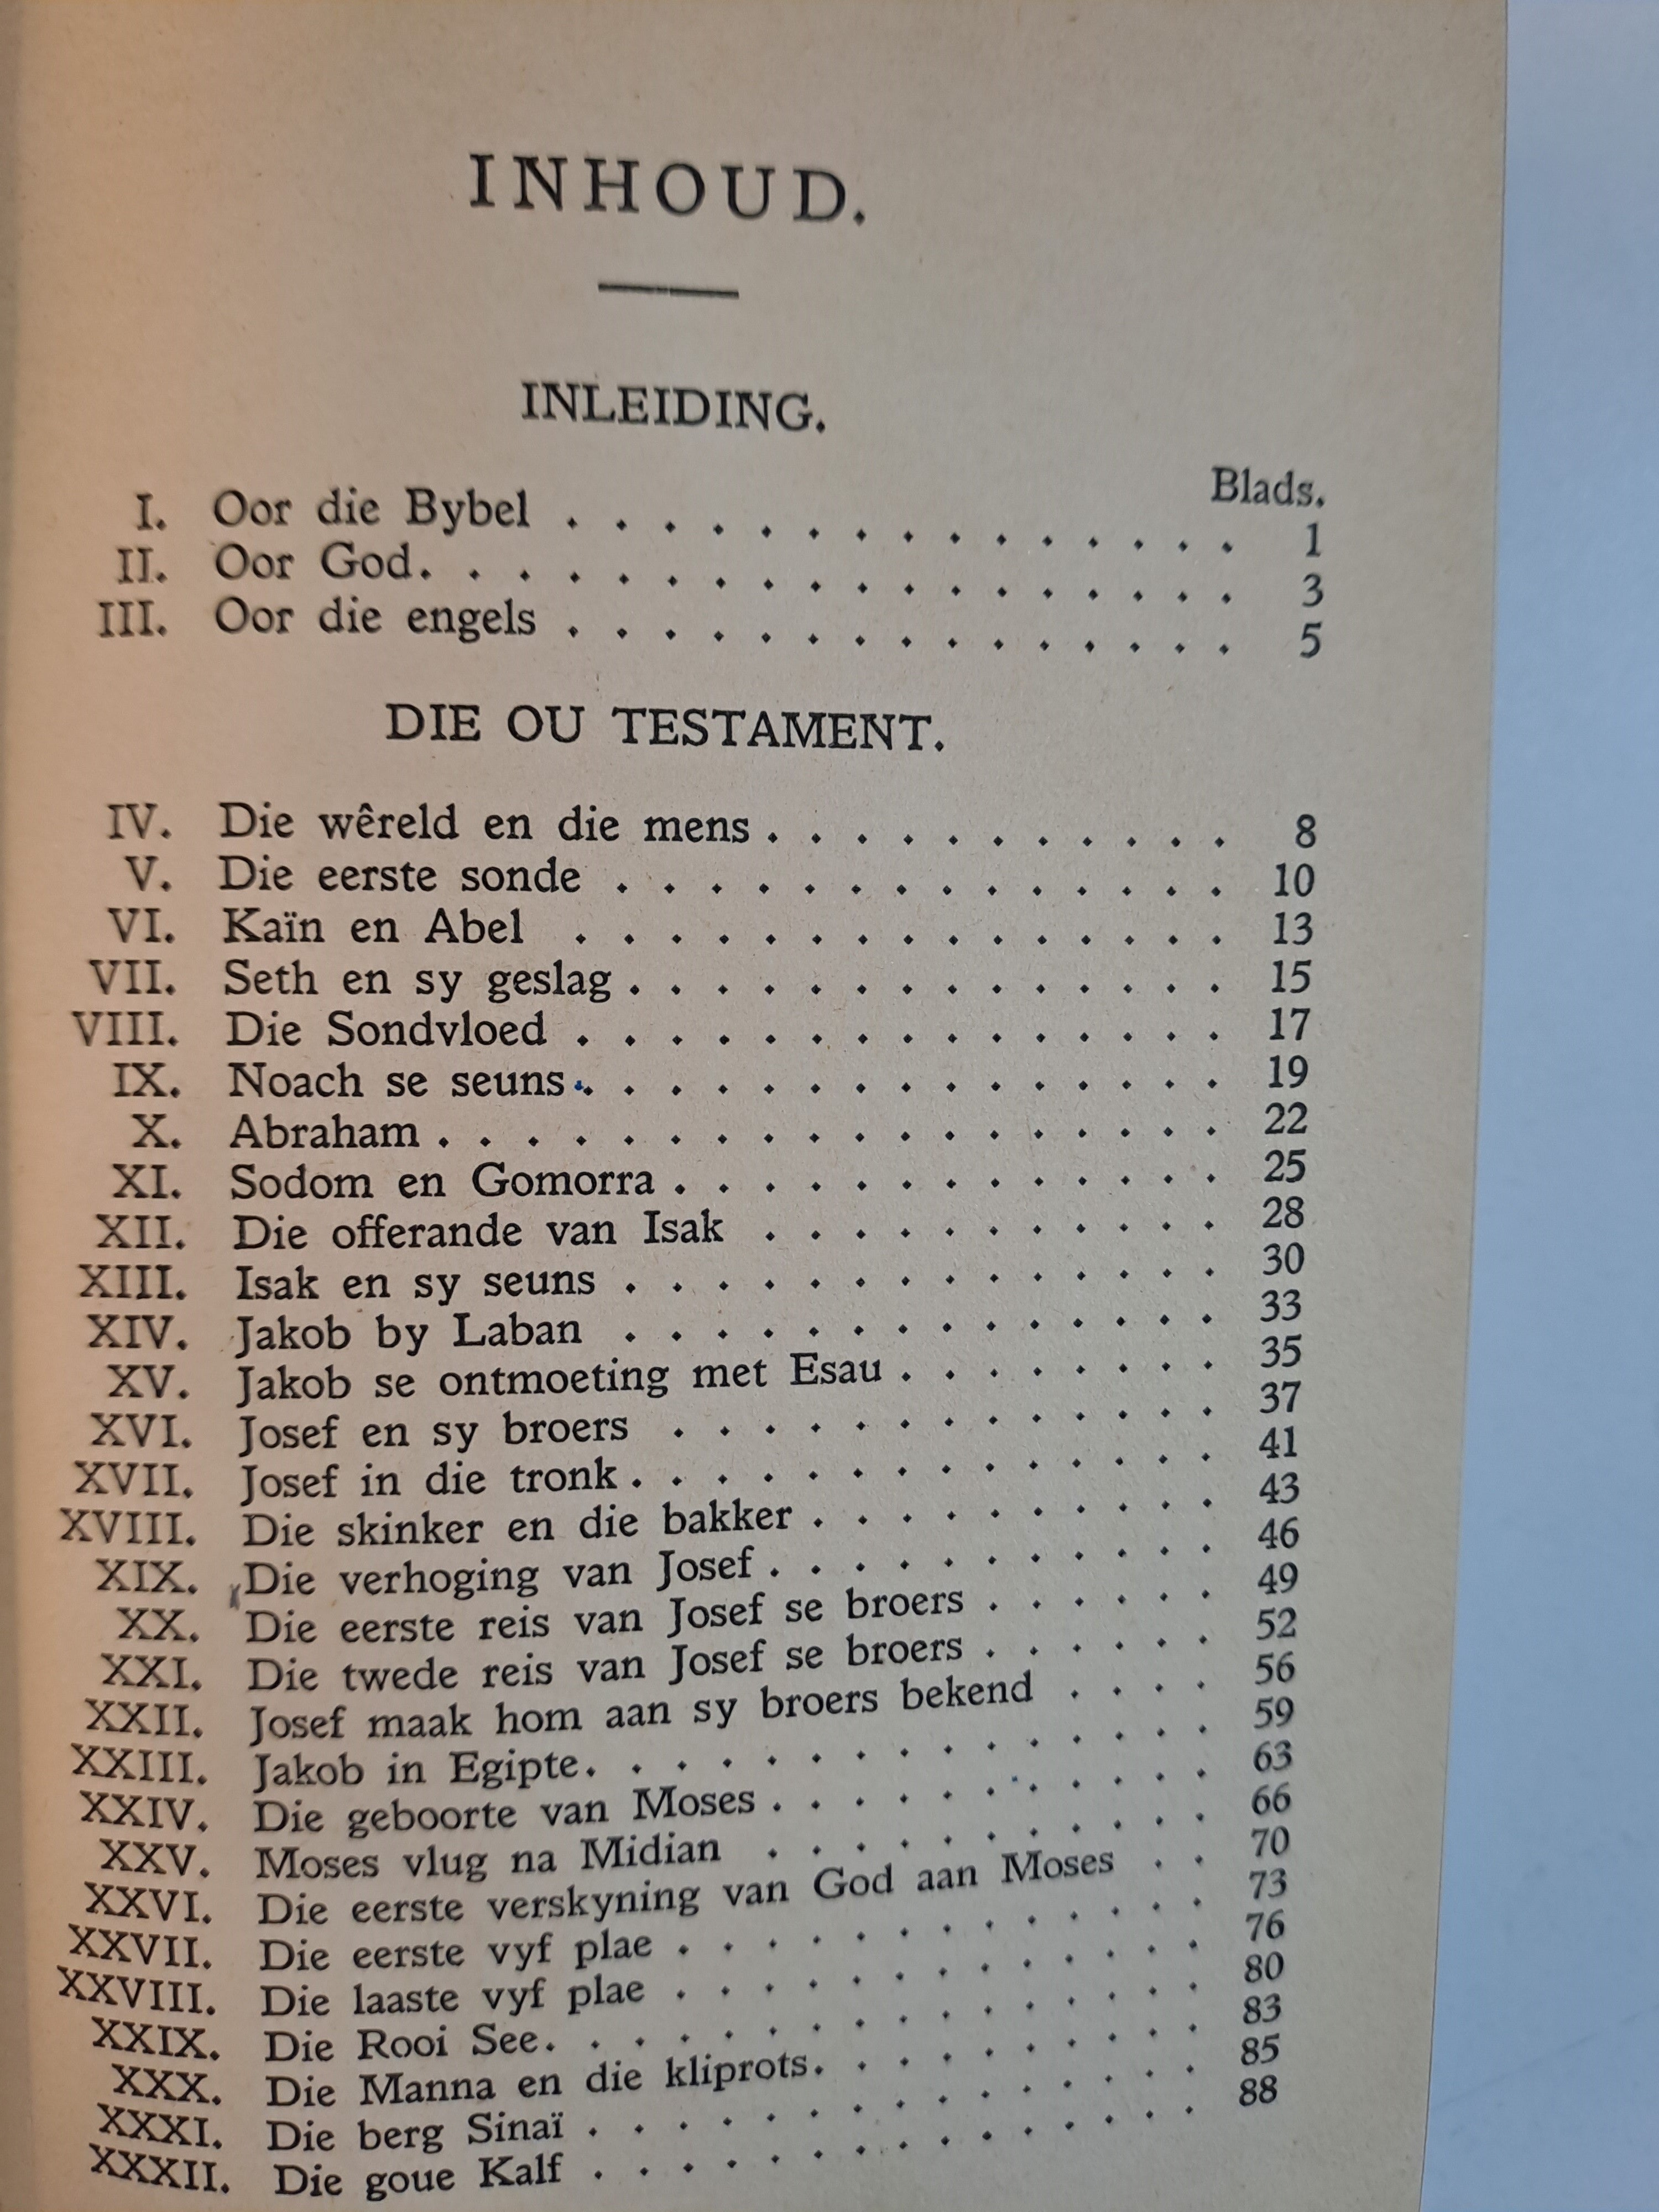 INHOUD.
INLEIDING.
Blads.
I. Oor die Bybel . . . . . . . . . . . . . . . 1
II. Oor God. . . . . . . . . . . . . . . . . . 3
III. Oor die engels . . . . . . . . . . . . . . . 5
DIE OU TESTAMENT.
IV. Die wêreld en die mens . . . . . . . . . . . 8
V. Die eerste sonde . . . . . . . . . . . . . . 10
VI. Kaïn en Abel . . . . . . . . . . . . . . . 13
VII. Seth en sy geslag . . . . . . . . . . . . . . 15
VIII. Die Sondvloed . . . . . . . . . . . . . . . 17
IX. Noach se seuns . . . . . . . . . . . . . . . 19
X. Abraham . . . . . . . . . . . . . . . . . . 22
XI. Sodom en Gomorra . . . . . . . . . . . . . 25
XII. Die offerande van Isak . . . . . . . . . . . 28
XIII. Isak en sy seuns . . . . . . . . . . . . . . 30
XIV. Jakob by Laban . . . . . . . . . . . . . . 33
XV. Jakob se ontmoeting met Esau . . . . . . . . 35
XVI. Josef en sy broers . . . . . . . . . . . . . 37
XVII. Josef in die tronk . . . . . . . . . . . . . . 41
XVIII. Die skinker en die bakker . . . . . . . . . . 43
XIX. Die verhoging van Josef . . . . . . . . . . . 46
XX. Die eerste reis van Josef se broers . . . . . . 49
XXI. Die twede reis van Josef se broers . . . . . . 52
XXII. Josef maak hom aan sy broers bekend . . . . 56
XXIII. Jakob in Egipte. . . . . . . . . . . . . . . 59
XXIV. Die geboorte van Moses . . . . . . . . . . . 63
XXV. Moses vlug na Midian . . . . . . . . . . . 66
XXVI. Die eerste verskyning van God aan Moses . . 70
XXVII. Die eerste vyf plae . . . . . . . . . . . . . 73
XXVIII. Die laaste vyf plae . . . . . . . . . . . . . 76
XXIX. Die Rooi See. . . . . . . . . . . . . . . . 80
XXX. Die Manna en die kliprots. . . . . . . . . . 83
XXXI. Die berg Sinaï . . . . . . . . . . . . . . . 85
XXXII. Die goue Kalf . . . . . . . . . . . . . . . 88